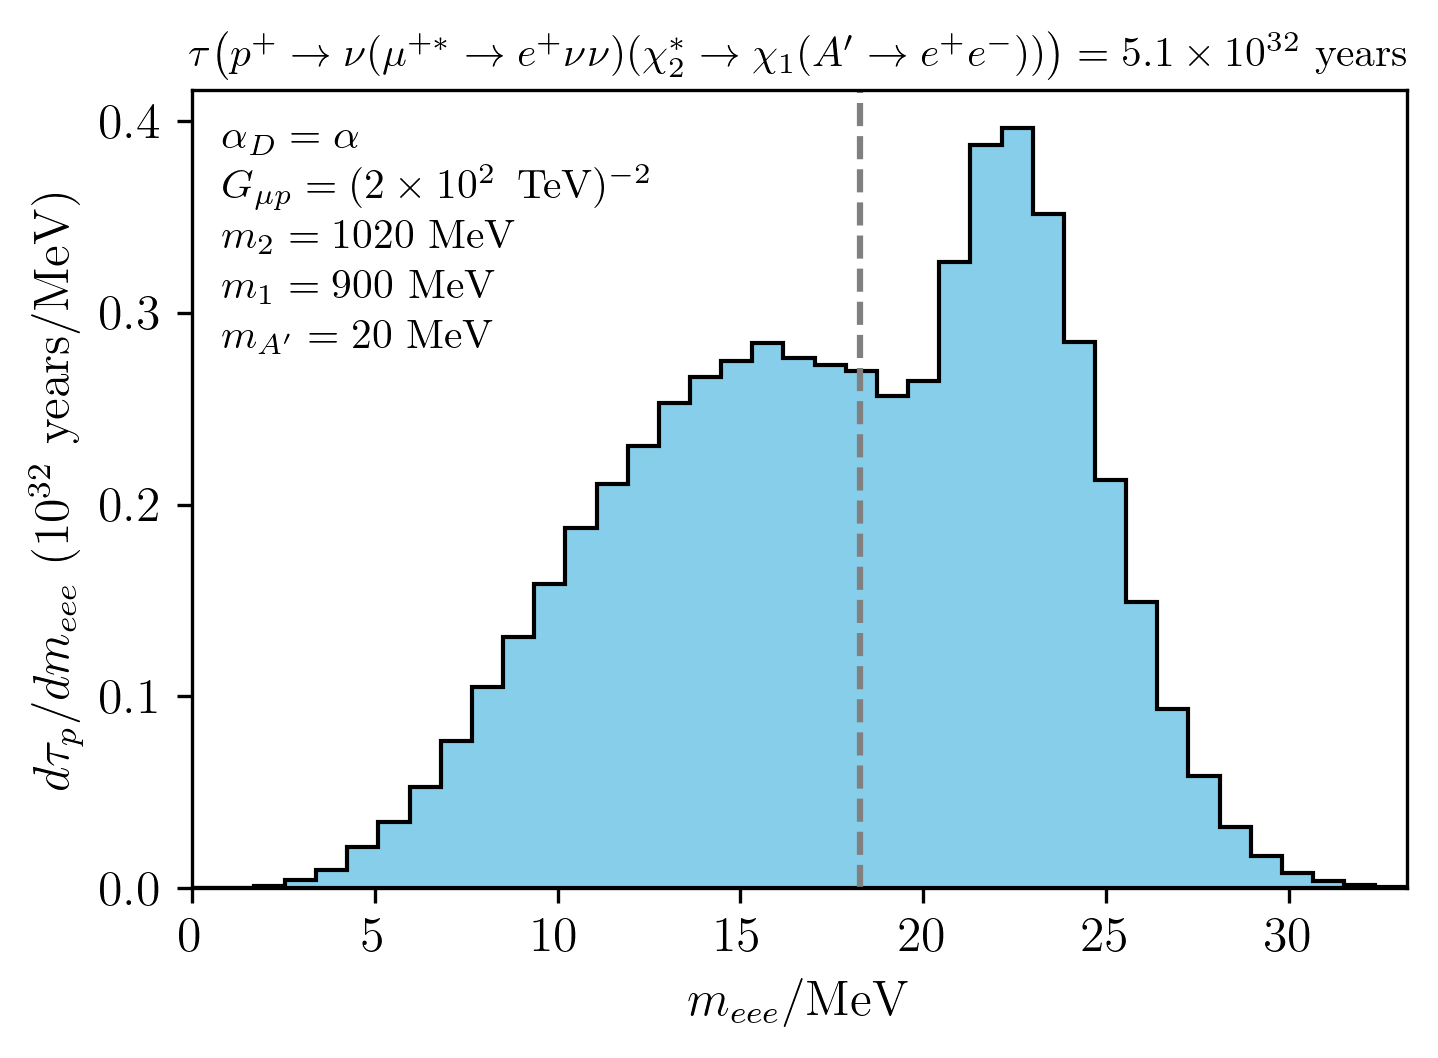 τ(p⁺ → ν(μ⁺* → e⁺νν)(χ₂* → χ₁(A′ → e⁺e⁻))) = 5.1 × 10³² years
α_D = α
G_μp = (2 × 10² TeV)⁻²
m₂ = 1020 MeV
m₁ = 900 MeV
m_A′ = 20 MeV
dτ_p/dm_eee (10³² years/MeV)
0.4
0.3
0.2
0.1
0.0
0 5 10 15 20 25 30
m_eee/MeV